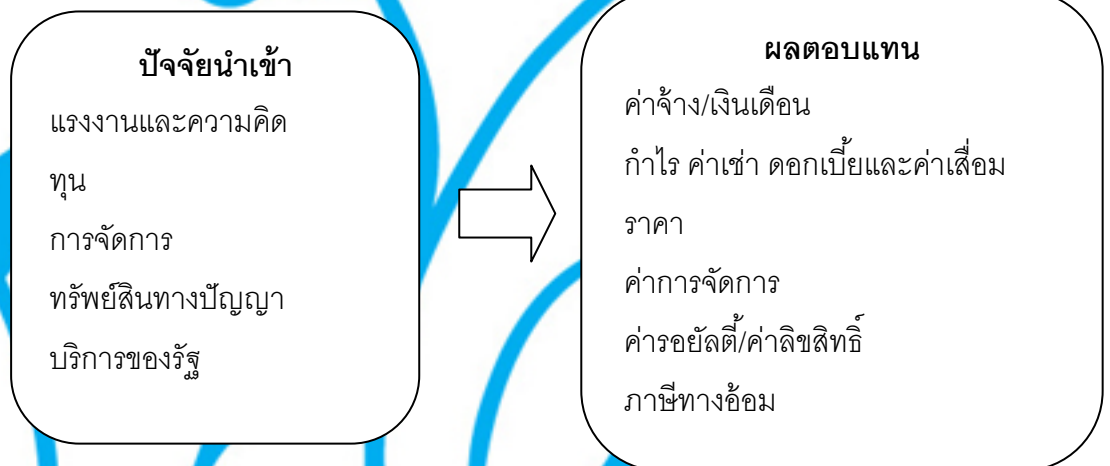 ปัจจัยนำเข้า
แรงงานและความคิด
ทุน
การจัดการ
ทรัพย์สินทางปัญญา
บริการของรัฐ
ผลตอบแทน
ค่าจ้าง/เงินเดือน
กำไร ค่าเช่า ดอกเบี้ยและค่าเสื่อม
ราคา
ค่าการจัดการ
ค่ารอยัลตี้/ค่าลิขสิทธิ์
ภาษีทางอ้อม